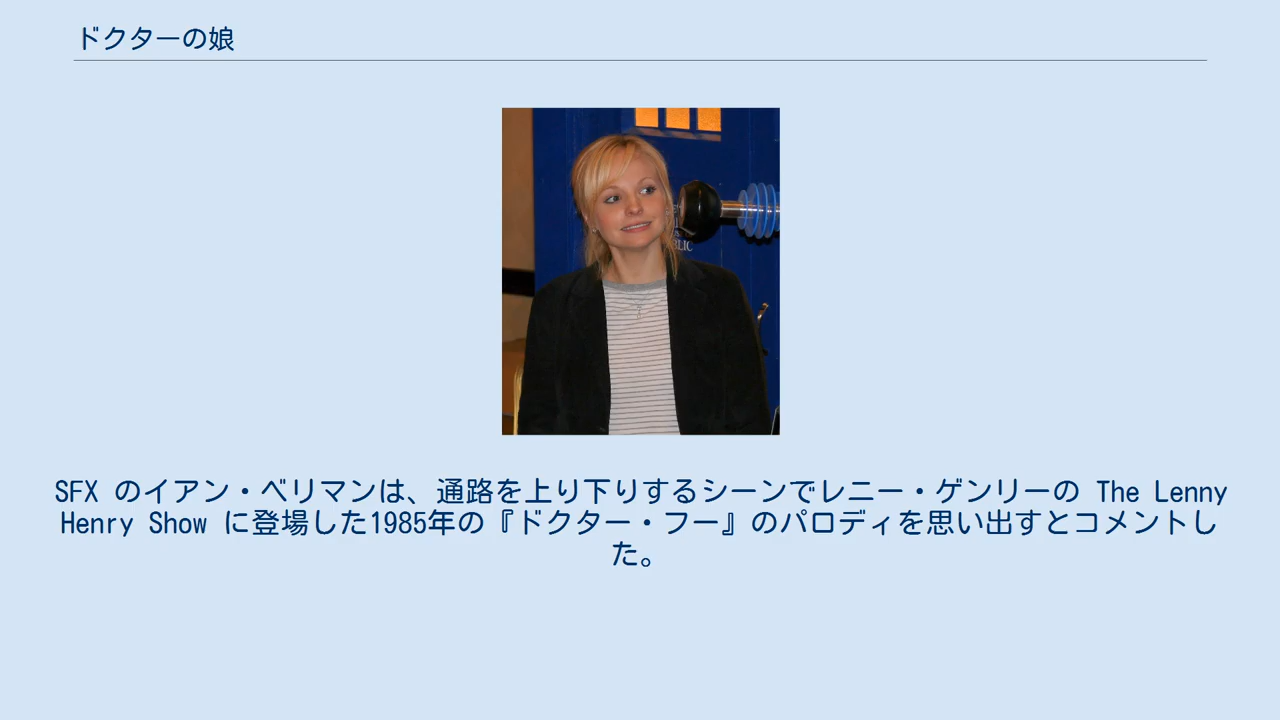 ドクターの娘
SFX のイアン・ベリマンは、通路を上り下りするシーンでレニー・ゲンリーの The Lenny
Henry Show に登場した1985年の『ドクター・フー』のパロディを思い出すとコメントし
た。